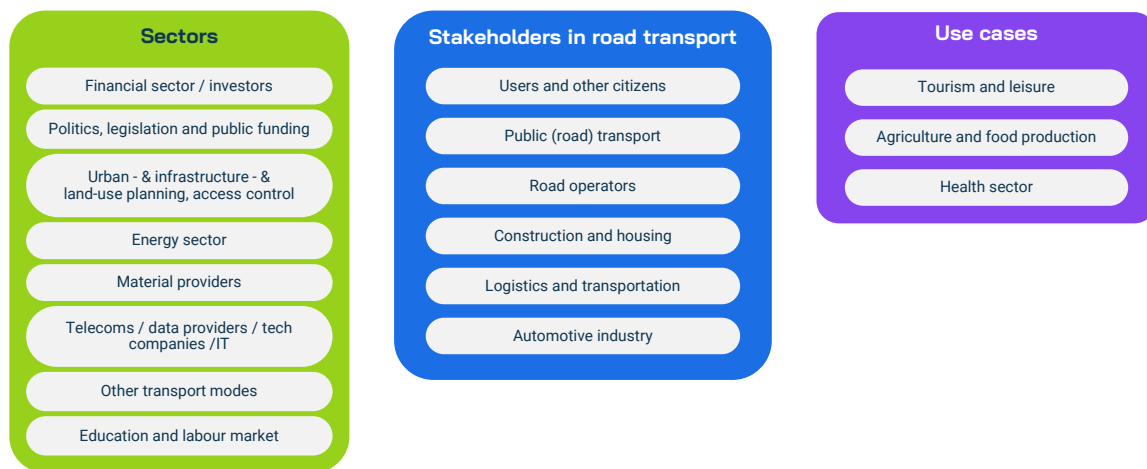 Sectors
Financial sector / investors
Politics, legislation and public funding
Urban - & infrastructure - &
land-use planning, access control
Energy sector
Material providers
Telecoms / data providers / tech
companies /IT
Other transport modes
Education and labour market
Stakeholders in road transport
Users and other citizens
Public (road) transport
Road operators
Construction and housing
Logistics and transportation
Automotive industry
Use cases
Tourism and leisure
Agriculture and food production
Health sector